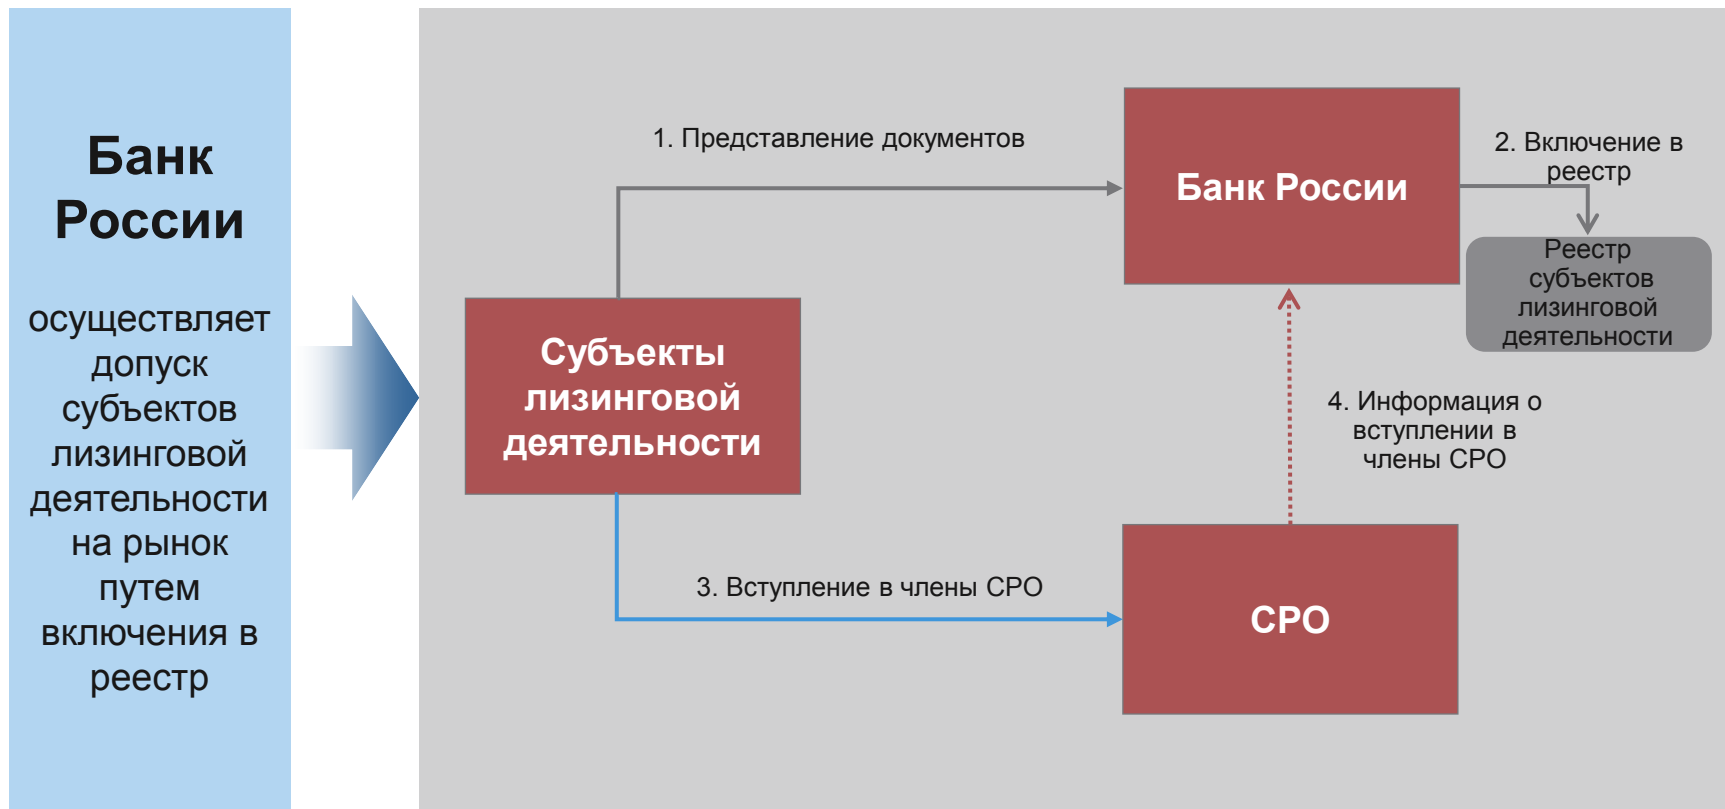 Банк
России
осуществляет
допуск
субъектов
лизинговой
деятельности
на рынок
путем
включения в
реестр
1. Представление документов
Банк России
2. Включение в
реестр
Реестр
субъектов
лизинговой
деятельности
Субъекты
лизинговой
деятельности
4. Информация о
вступлении в
члены СРО
3. Вступление в члены СРО
СРО